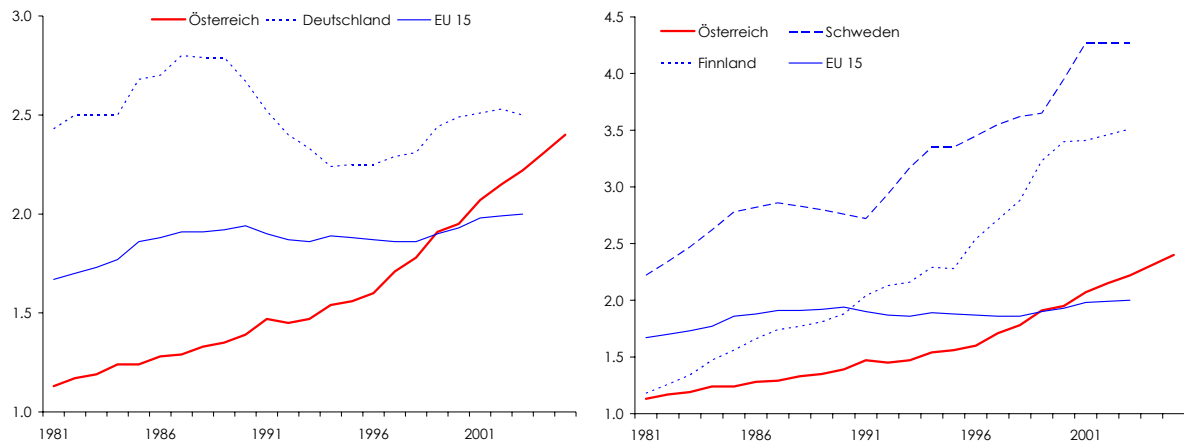 Österreich Deutschland EU 15
3.0
2.5
2.0
1.5
1.0
1981 1986 1991 1996 2001
Österreich Schweden
Finnland EU 15
4.5
4.0
3.5
3.0
2.5
2.0
1.5
1.0
1981 1986 1991 1996 2001